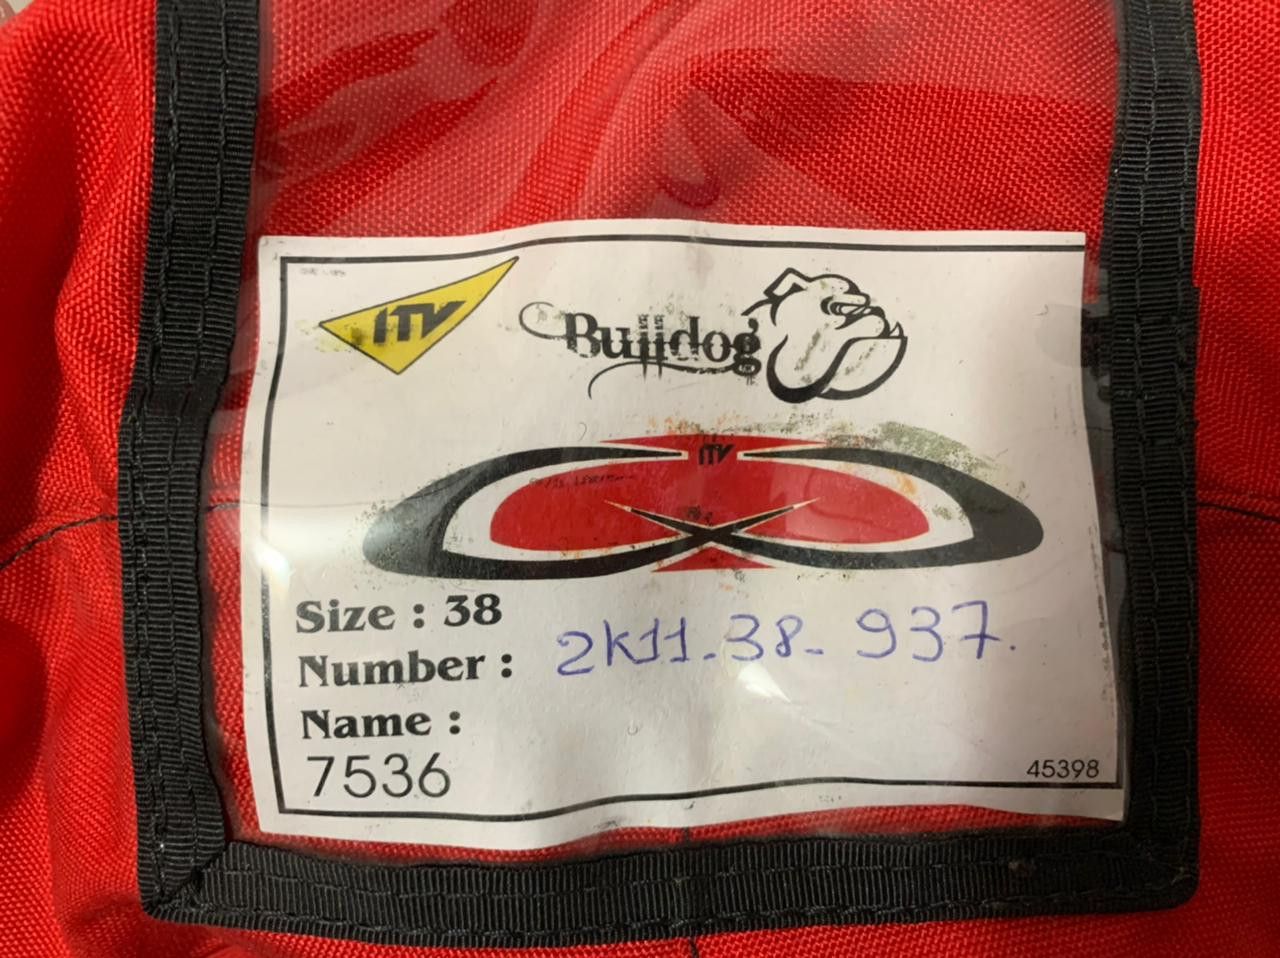 ITV
Bulldog
ITV
Size : 38
Number : 2K11-38-937.
Name :
7536
45398